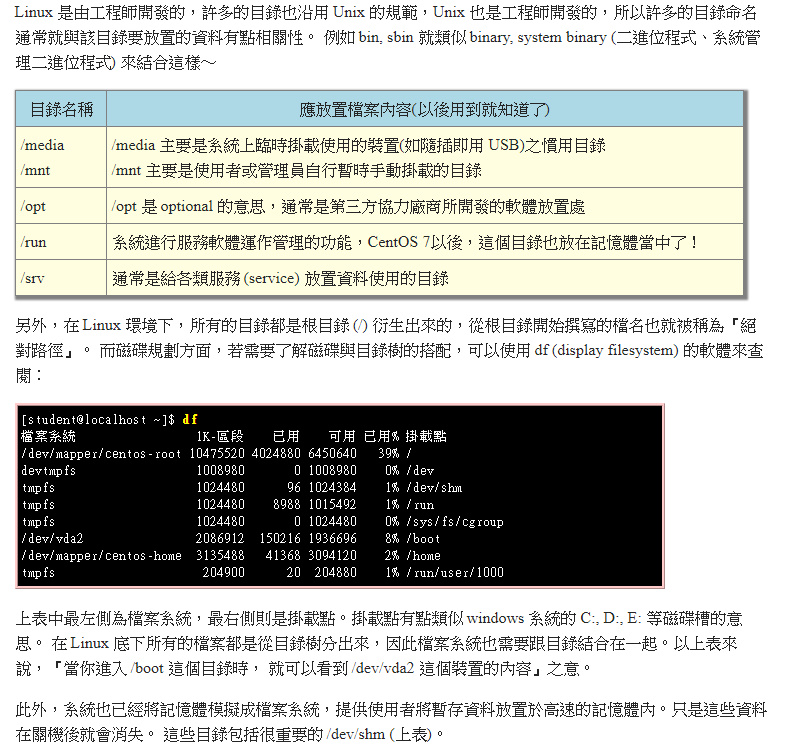 Linux 是由工程師開發的，許多的目錄也沿用 Unix 的規範，Unix 也是工程師開發的，所以許多的目錄命名
通常就與該目錄要放置的資料有點相關性。 例如 bin, sbin 就類似 binary, system binary (二進位程式、系統管
理二進位程式) 來結合這樣～
目錄名稱 應放置檔案內容(以後用到就知道了)
/media /media 主要是系統上臨時掛載使用的裝置(如隨插即用 USB)之慣用目錄
/mnt /mnt 主要是使用者或管理員自行暫時手動掛載的目錄
/opt /opt 是 optional 的意思，通常是第三方協力廠商所開發的軟體放置處
/run 系統進行服務軟體運作管理的功能，CentOS 7以後，這個目錄也放在記憶體當中了！
/srv 通常是給各類服務 (service) 放置資料使用的目錄
另外，在 Linux 環境下，所有的目錄都是根目錄 (/) 衍生出來的，從根目錄開始撰寫的檔名也就被稱為『絕
對路徑』。 而磁碟規劃方面，若需要了解磁碟與目錄樹的搭配，可以使用 df (display filesystem) 的軟體來查
閱：
[student@localhost ~]$ df
檔案系統 1K-區段 已用 可用 已用% 掛載點
/dev/mapper/centos-root 10475520 4024880 6450640 39% /
devtmpfs 1008980 0 1008980 0% /dev
tmpfs 1024480 96 1024384 1% /dev/shm
tmpfs 1024480 8988 1015492 1% /run
tmpfs 1024480 0 1024480 0% /sys/fs/cgroup
/dev/vda2 2086912 150216 1936696 8% /boot
/dev/mapper/centos-home 3135488 41368 3094120 2% /home
tmpfs 204900 20 204880 1% /run/user/1000
上表中最左側為檔案系統，最右側則是掛載點。掛載點有點類似 windows 系統的 C:, D:, E: 等磁碟槽的意
思。 在 Linux 底下所有的檔案都是從目錄樹分出來，因此檔案系統也需要跟目錄結合在一起。以上表來
說，『當你進入 /boot 這個目錄時， 就可以看到 /dev/vda2 這個裝置的內容』之意。
此外，系統也已經將記憶體模擬成檔案系統，提供使用者將暫存資料放置於高速的記憶體內。只是這些資料
在關機後就會消失。 這些目錄包括很重要的 /dev/shm (上表)。